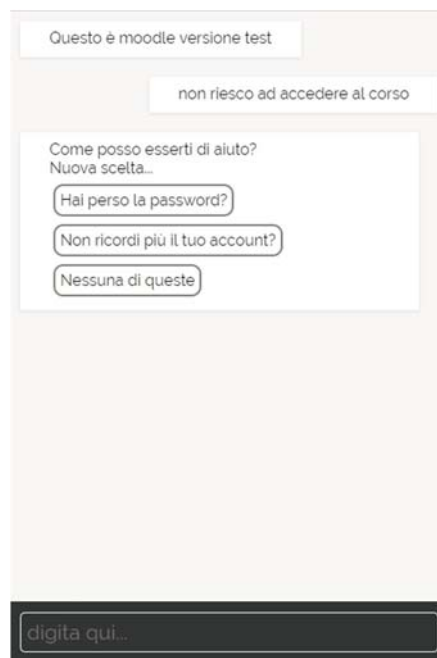 Questo è moodle versione test
non riesco ad accedere al corso
Come posso esserti di aiuto?
Nuova scelta...
Hai perso la password?
Non ricordi più il tuo account?
Nessuna di queste
digita qui...